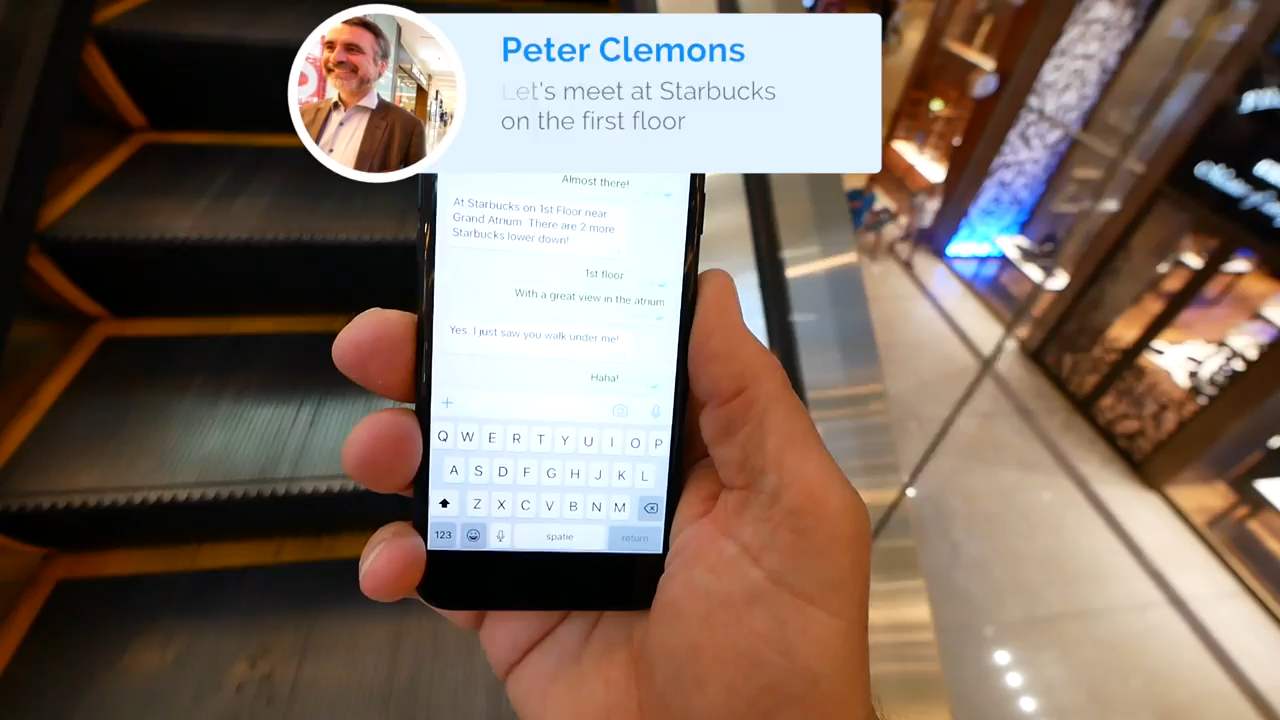 Peter Clemons
Let's meet at Starbucks
on the first floor
Almost there!
At Starbucks on 1st Floor near
Grand Atrium. There are 2 more
Starbucks lower down!
1st floor
With a great view in the atrium
Yes. I just saw you walk under me!
Haha!
Q W E R T Y U I O P
A S D F G H J K L
Z X C V B N M
123 spatie return